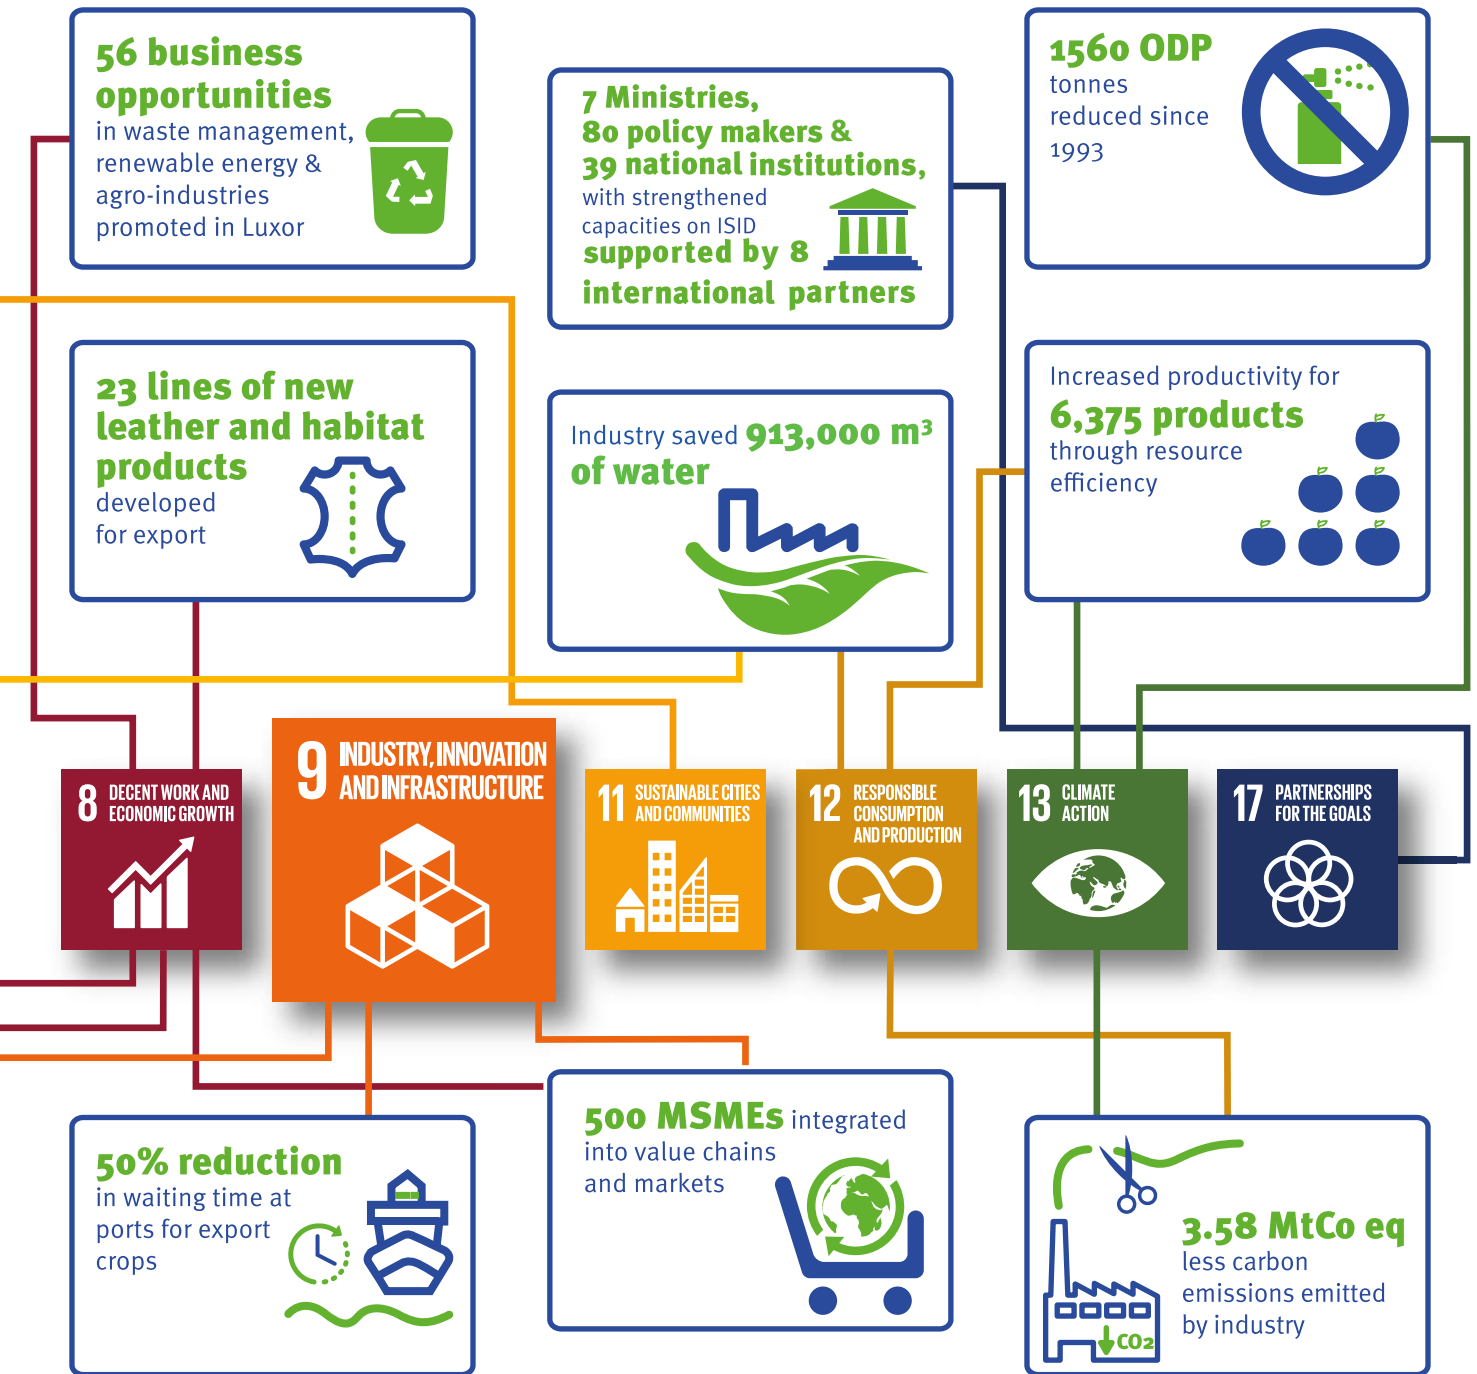 56 business
opportunities
in waste management,
renewable energy &
agro-industries
promoted in Luxor
7 Ministries,
80 policy makers &
39 national institutions,
with strengthened
capacities on ISID
supported by 8
international partners
1560 ODP
tonnes
reduced since
1993
23 lines of new
leather and habitat
products
developed
for export
Industry saved 913,000 m³
of water
Increased productivity for
6,375 products
through resource
efficiency
8 DECENT WORK AND
ECONOMIC GROWTH
9 INDUSTRY, INNOVATION
AND INFRASTRUCTURE
11 SUSTAINABLE CITIES
AND COMMUNITIES
12 RESPONSIBLE
CONSUMPTION
AND PRODUCTION
13 CLIMATE
ACTION
17 PARTNERSHIPS
FOR THE GOALS
50% reduction
in waiting time at
ports for export
crops
500 MSMEs integrated
into value chains
and markets
3.58 MtCo eq
less carbon
emissions emitted
by industry
CO2